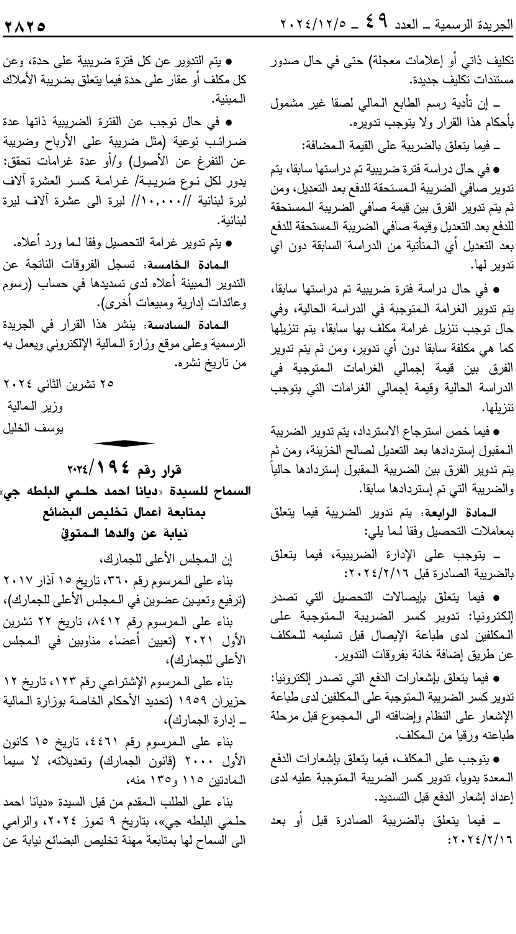 الجريدة الرسمية ــ العدد ٤٩ ــ ٢٠٢٤/١٢/٥
٢٨٢٥
تكليف ذاتي أو إعلامات معجلة) حتى في حال صدور
مستندات تكليف جديدة.
ــ إن تأدية رسم الطابع المالي لصقا غير مشمول
بأحكام هذا القرار ولا يتوجب تدويره.
ــ فيما يتعلق بالضريبة على القيمة المضافة:
● في حال دراسة فترة ضريبية تم دراستها سابقا، يتم
تدوير صافي الضريبة المستحقة للدفع بعد التعديل، ومن
ثم يتم تدوير الفرق بين قيمة صافي الضريبة المستحقة
للدفع بعد التعديل وقيمة صافي الضريبة المستحقة للدفع
بعد التعديل أي المتأتية من الدراسة السابقة دون اي
تدوير لها.
● في حال دراسة فترة ضريبية تم دراستها سابقا،
يتم تدوير الغرامة المتوجبة في الدراسة الحالية، وفي
حال توجب تنزيل غرامة مكلف بها سابقا، يتم تنزيلها
كما هي مكلفة سابقا دون أي تدوير، ومن ثم يتم تدوير
الفرق بين قيمة إجمالي الغرامات المتوجبة في
الدراسة الحالية وقيمة إجمالي الغرامات التي يتوجب
تنزيلها.
● فيما خص استرجاع الاسترداد، يتم تدوير الضريبة
المقبول إستردادها بعد التعديل لصالح الخزينة، ومن ثم
يتم تدوير الفرق بين الضريبة المقبول إستردادها حالياً
والضريبة التي تم إستردادها سابقا.
المادة الرابعة: يتم تدوير الضريبة فيما يتعلق
بمعاملات التحصيل وفقا لما يلي:
ــ يتوجب على الإدارة الضريبية، فيما يتعلق
بالضريبة الصادرة قبل ٢٠٢٤/٢/١٦:
● فيما يتعلق بإيصالات التحصيل التي تصدر
إلكترونيا: تدوير كسر الضريبة المتوجبة على
المكلفين لدى طباعة الإيصال قبل تسليمه للمكلف
عن طريق إضافة خانة بفروقات التدوير.
● فيما يتعلق بإشعارات الدفع التي تصدر إلكترونيا:
تدوير كسر الضريبة المتوجبة على المكلفين لدى طباعة
الإشعار على النظام وإضافته الى المجموع قبل مرحلة
طباعته ورقيا من المكلف.
● يتوجب على المكلف، فيما يتعلق بإشعارات الدفع
المعدة يدويا، تدوير كسر الضريبة المتوجبة عليه لدى
إعداد إشعار الدفع قبل التسديد.
ــ فيما يتعلق بالضريبة الصادرة قبل أو بعد
٢٠٢٤/٢/١٦:
● يتم التدوير عن كل فترة ضريبية على حدة، وعن
كل مكلف أو عقار على حدة فيما يتعلق بضريبة الأملاك
المبنية.
● في حال توجب عن الفترة الضريبية ذاتها عدة
ضرائب نوعية (مثل ضريبة على الأرباح وضريبة
عن التفرغ عن الأصول) و/أو عدة غرامات تحقق:
يدور لكل نوع ضريبة/ غرامة كسر العشرة آلاف
ليرة لبنانية //١٠,٠٠٠// ليرة الى عشرة آلاف ليرة
لبنانية.
● يتم تدوير غرامة التحصيل وفقا لما ورد أعلاه.
المادة الخامسة: تسجل الفروقات الناتجة عن
التدوير المبينة أعلاه لدى تسديدها في حساب (رسوم
وعائدات إدارية ومبيعات أخرى).
المادة السادسة: ينشر هذا القرار في الجريدة
الرسمية وعلى موقع وزارة المالية الإلكتروني ويعمل به
من تاريخ نشره.
٢٥ تشرين الثاني ٢٠٢٤
وزير المالية
يوسف الخليل
قرار رقم ٢٠٢٤/١٩٤
السماح للسيدة «ديانا احمد حلمي البلطه جي»
بمتابعة أعمال تخليص البضائع
نيابة عن والدها المتوفي
إن المجلس الأعلى للجمارك،
بناء على المرسوم رقم ٣٦٠، تاريخ ١٥ آذار ٢٠١٧
(ترفيع وتعيين عضوين في المجلس الأعلى للجمارك)،
بناء على المرسوم رقم ٨٤١٢، تاريخ ٢٢ تشرين
الأول ٢٠٢١ (تعيين أعضاء مناوبين في المجلس
الأعلى للجمارك)،
بناء على المرسوم الإشتراعي رقم ١٢٣، تاريخ ١٢
حزيران ١٩٥٩ (تحديد الأحكام الخاصة بوزارة المالية
ــ إدارة الجمارك)،
بناء على المرسوم رقم ٤٤٦١، تاريخ ١٥ كانون
الأول ٢٠٠٠ (قانون الجمارك) وتعديلاته، لا سيما
المادتين ١١٥ و١٣٥ منه،
بناء على الطلب المقدم من قبل السيدة «ديانا احمد
حلمي البلطه جي»، بتاريخ ٩ تموز ٢٠٢٤، والرامي
الى السماح لها بمتابعة مهنة تخليص البضائع نيابة عن